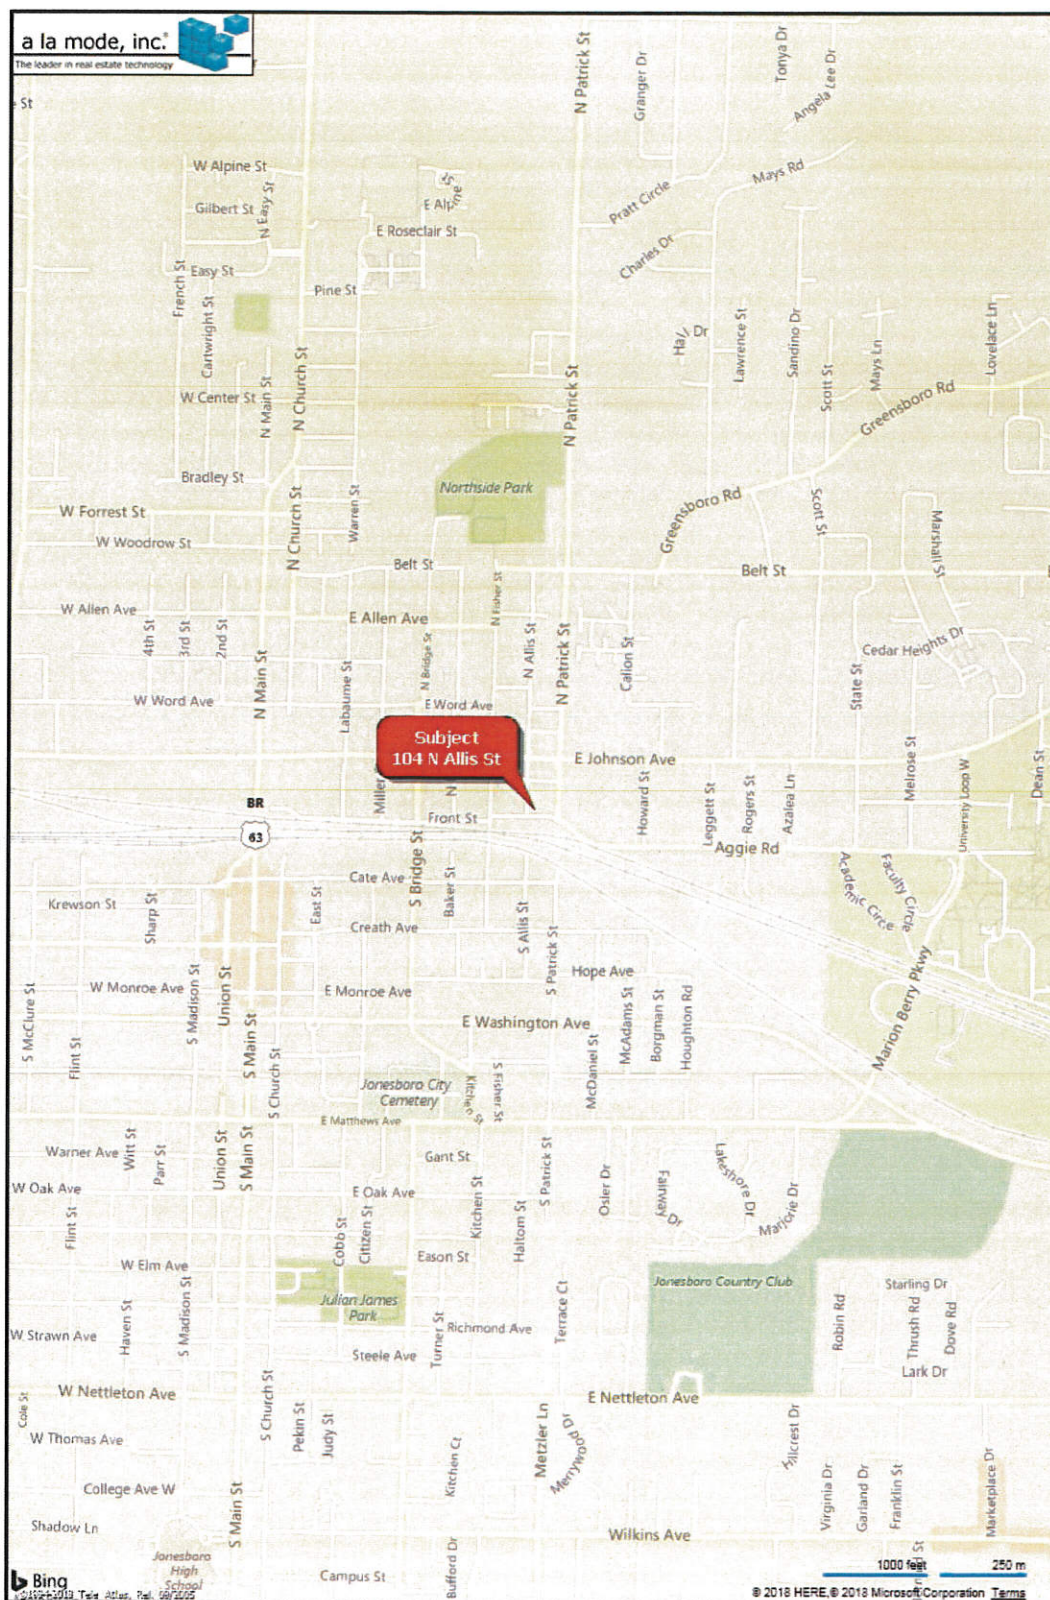 a la mode, inc.
The leader in real estate technology
St
N Patrick St
Granger Dr
Tonya Dr
Angela Lee Dr
W Alpine St
Gilbert St
N Easy St
E Alpine St
E Roseclair St
Pratt Circle
Mays Rd
Charles Dr
French St
Easy St
Cartwright St
Pine St
Lawrence St
Sandino Dr
Scott St
Mays Ln
Lovelace Ln
W Center St
N Main St
N Church St
N Patrick St
Greensboro Rd
Bradley St
Northside Park
Greensboro Rd
W Forrest St
W Woodrow St
N Church St
Warren St
Scott St
Marshall St
Belt St
N Fisher St
Belt St
W Allen Ave
4th St
3rd St
2nd St
E Allen Ave
N Bridge St
N Allis St
N Patrick St
Calion St
Cedar Heights Dr
State St
W Word Ave
N Main St
Labaume St
E Word Ave
Subject
104 N Allis St
E Johnson Ave
Miller
N
Howard St
Leggett St
Rogers St
Azalea Ln
Melrose St
University Loop W
Dean St
BR
63
Front St
Aggie Rd
Academic Circle
Faculty Circle
Cate Ave
S Bridge St
Baker St
Krewson St
Sharp St
East St
Creath Ave
S Allis St
S Patrick St
Hope Ave
Marion Berry Pkwy
S McClure St
W Monroe Ave
S Madison St
Union St
E Monroe Ave
E Washington Ave
McAdams St
Borgman St
Houghton Rd
Flint St
S Main St
S Church St
Jonesboro City
Cemetery
Kitchen St
S Fisher St
McDaniel St
E Matthews Ave
Warner Ave
Witt St
Parr St
Union St
S Main St
Gant St
S Patrick St
Osler Dr
Fairway Dr
Lakeshore Dr
Marjorie Dr
W Oak Ave
Flint St
E Oak Ave
Cobb St
Citizen St
Kitchen St
Haltom St
W Elm Ave
Eason St
Julian James
Park
Jonesboro Country Club
Starling Dr
Haven St
S Madison St
Terrace Ct
Robin Rd
Thrush Rd
Dove Rd
W Strawn Ave
Turner St
Richmond Ave
Steele Ave
Lark Dr
W Nettleton Ave
E Nettleton Ave
Cole St
S Church St
Pekin St
Judy St
W Thomas Ave
Kitchen Ct
Metzler Ln
Merrywood Dr
Hillcrest Dr
College Ave W
S Main St
Virginia Dr
Garland Dr
Franklin St
Marketplace Dr
Shadow Ln
Wilkins Ave
Jonesboro
High
School
Campus St
Bufford Dr
1000 feet
250 m
Bing
© 2018 HERE, © 2018 Microsoft Corporation Terms